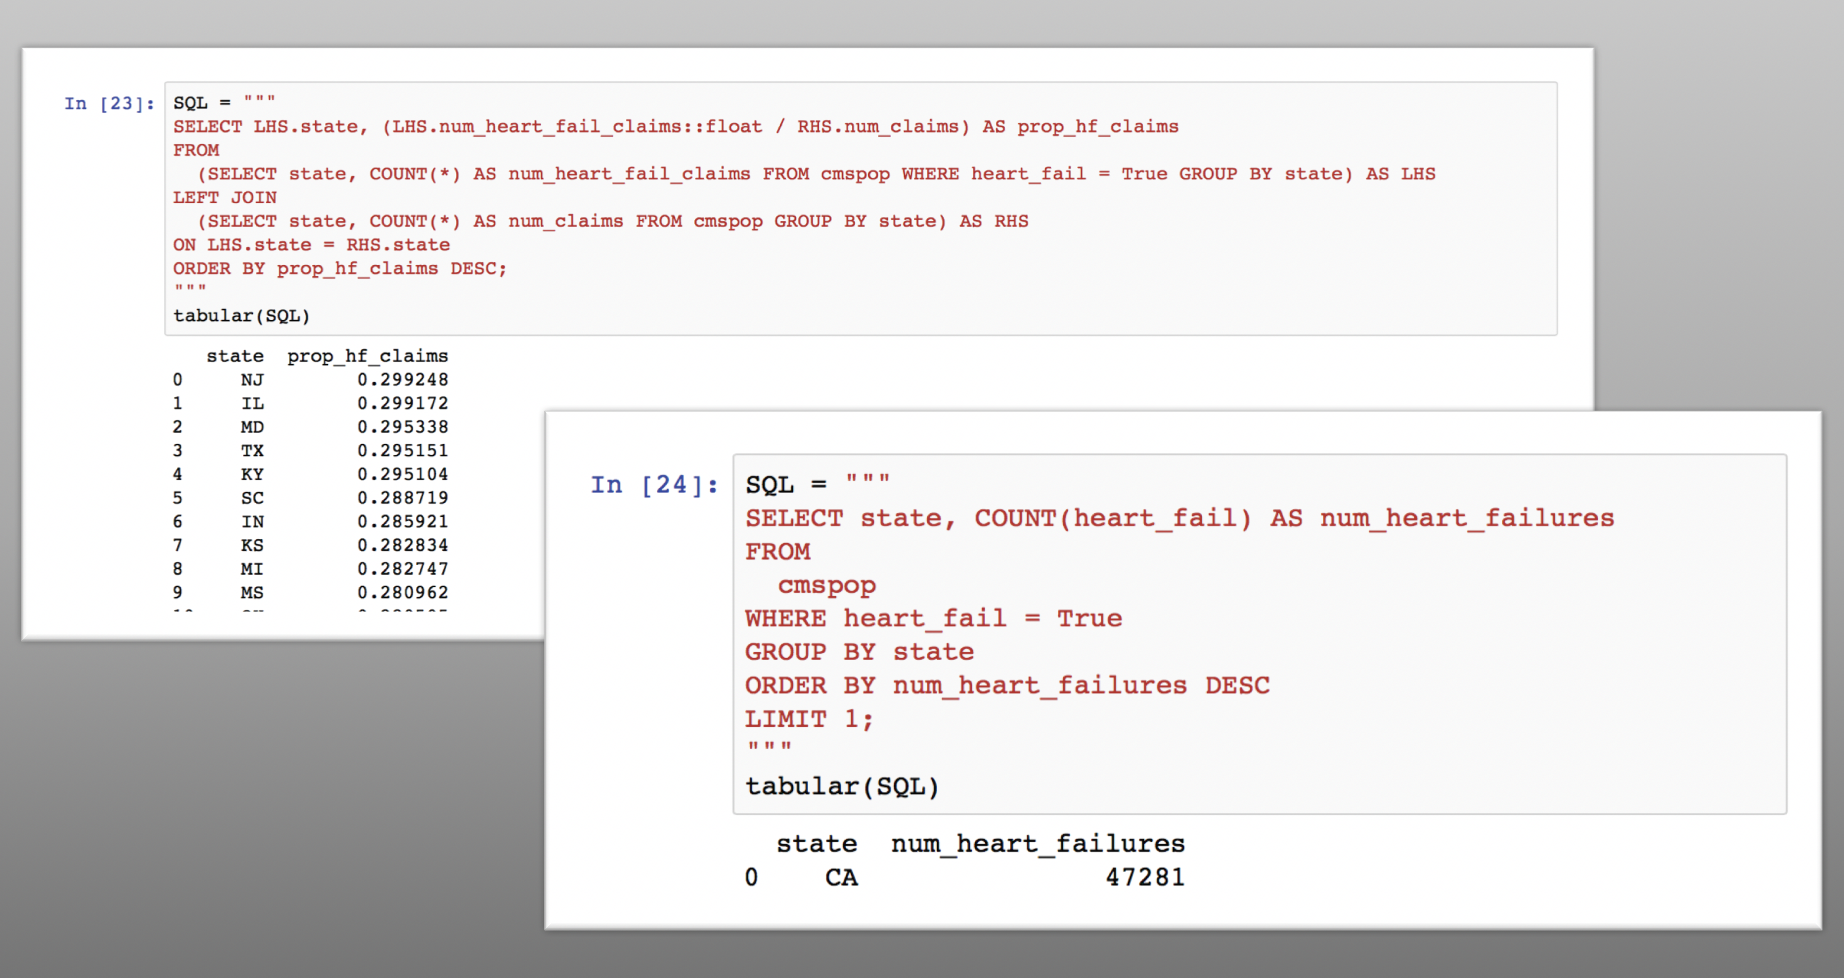 In [23]: SQL = """
SELECT LHS.state, (LHS.num_heart_fail_claims::float / RHS.num_claims) AS prop_hf_claims
FROM
  (SELECT state, COUNT(*) AS num_heart_fail_claims FROM cmspop WHERE heart_fail = True GROUP BY state) AS LHS
LEFT JOIN
  (SELECT state, COUNT(*) AS num_claims FROM cmspop GROUP BY state) AS RHS
ON LHS.state = RHS.state
ORDER BY prop_hf_claims DESC;
"""
tabular(SQL)
state prop_hf_claims
0 NJ 0.299248
1 IL 0.299172
2 MD 0.295338
3 TX 0.295151
4 KY 0.295104
5 SC 0.288719
6 IN 0.285921
7 KS 0.282834
8 MI 0.282747
9 MS 0.280962
In [24]: SQL = """
SELECT state, COUNT(heart_fail) AS num_heart_failures
FROM
  cmspop
WHERE heart_fail = True
GROUP BY state
ORDER BY num_heart_failures DESC
LIMIT 1;
"""
tabular(SQL)
state num_heart_failures
0 CA 47281